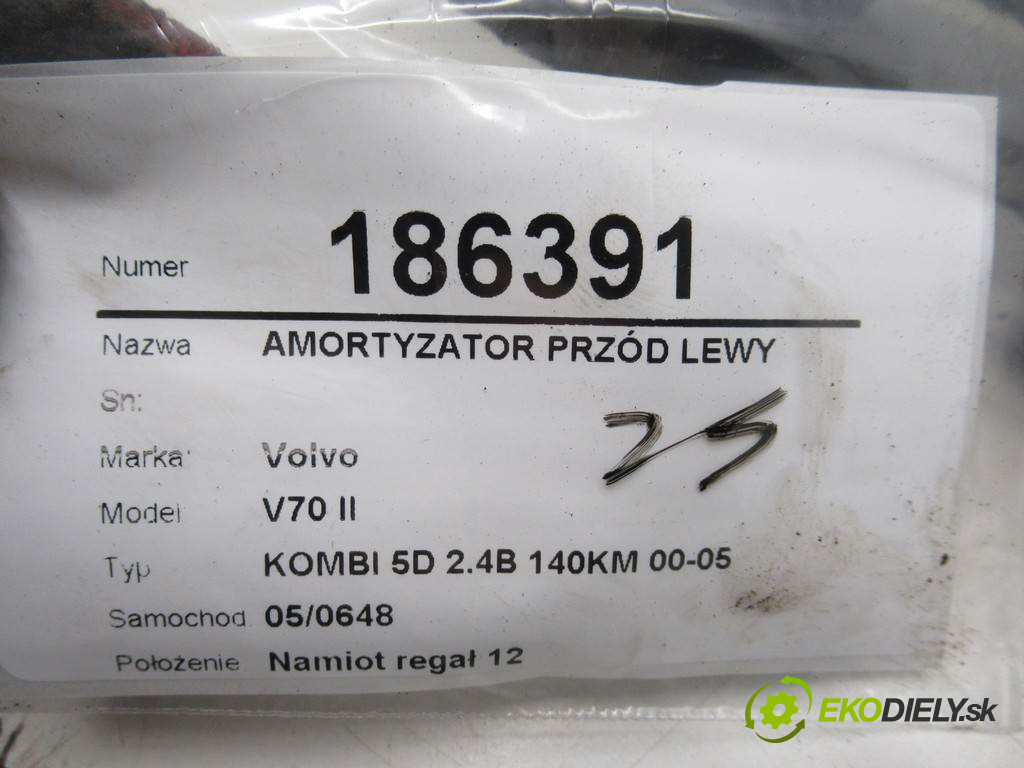 Numer 186391
Nazwa AMORTYZATOR PRZÓD LEWY
Sn:
25
Marka: Volvo
Model V70 II
Typ KOMBI 5D 2.4B 140KM 00-05
Samochod 05/0648
Położenie Namiot regał 12
EKODIELY.sk